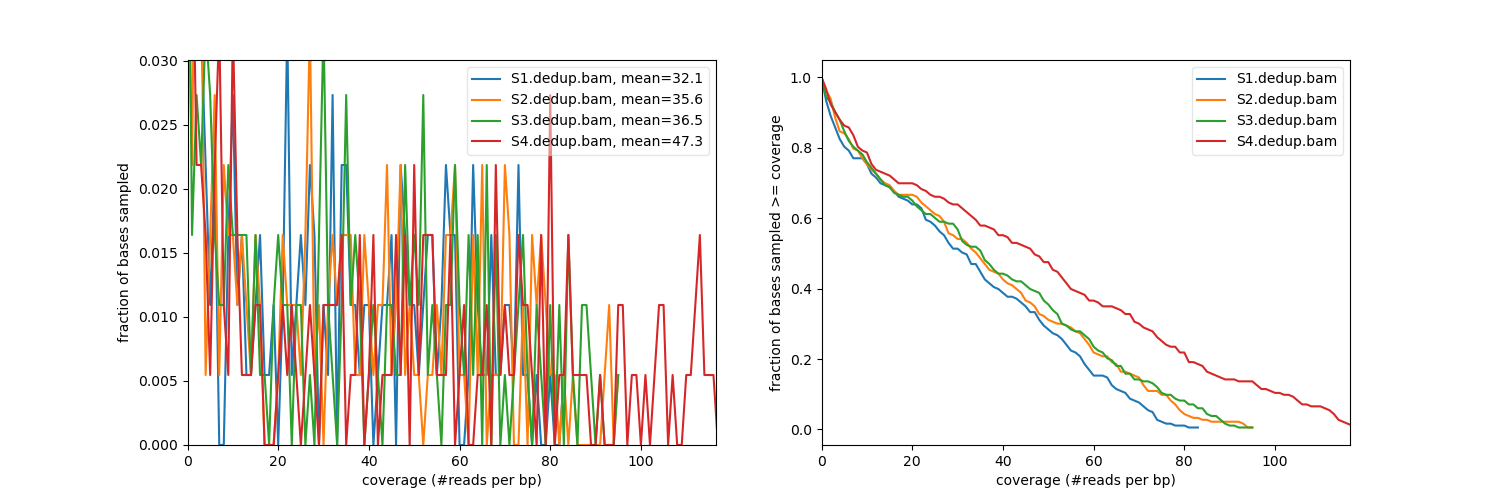 0.030
0.025
0.020
0.015
0.010
0.005
0.000
fraction of bases sampled
0
20
40
60
80
100
coverage (#reads per bp)
S1.dedup.bam, mean=32.1
S2.dedup.bam, mean=35.6
S3.dedup.bam, mean=36.5
S4.dedup.bam, mean=47.3
1.0
0.8
0.6
0.4
0.2
0.0
fraction of bases sampled >= coverage
0
20
40
60
80
100
coverage (#reads per bp)
S1.dedup.bam
S2.dedup.bam
S3.dedup.bam
S4.dedup.bam